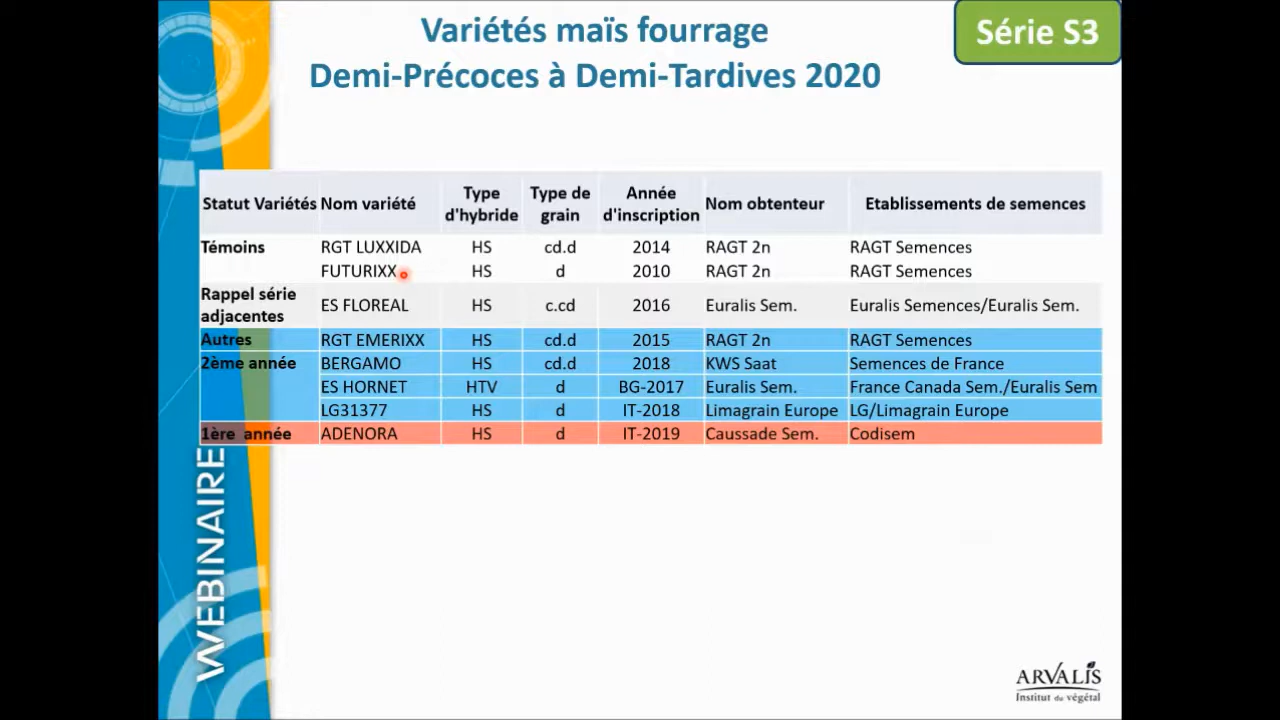 Variétés maïs fourrage
Demi-Précoces à Demi-Tardives 2020
Série S3
Statut Variétés Nom variété Type d'hybride Type de grain Année d'inscription Nom obtenteur Etablissements de semences
Témoins RGT LUXXIDA HS cd.d 2014 RAGT 2n RAGT Semences
FUTURIXX HS d 2010 RAGT 2n RAGT Semences
Rappel série adjacentes ES FLOREAL HS c.cd 2016 Euralis Sem. Euralis Semences/Euralis Sem.
Autres RGT EMERIXX HS cd.d 2015 RAGT 2n RAGT Semences
2ème année BERGAMO HS cd.d 2018 KWS Saat Semences de France
ES HORNET HTV d BG-2017 Euralis Sem. France Canada Sem./Euralis Sem
LG31377 HS d IT-2018 Limagrain Europe LG/Limagrain Europe
1ère année ADENORA HS d IT-2019 Caussade Sem. Codisem
WEBINAIRE
ARVALIS
Institut du végétal